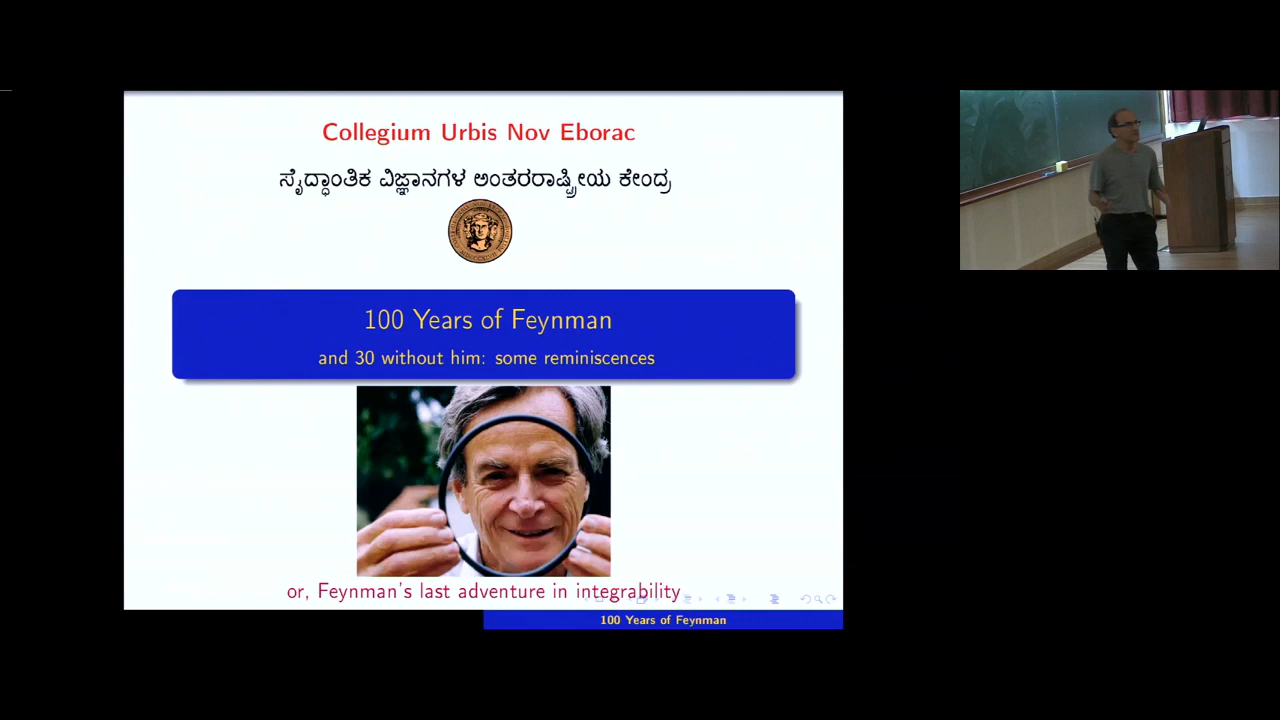 Collegium Urbis Nov Eborac
ಸೈದ್ಧಾಂತಿಕ ವಿಜ್ಞಾನಗಳ ಅಂತರರಾಷ್ಟ್ರೀಯ ಕೇಂದ್ರ
100 Years of Feynman
and 30 without him: some reminiscences
or, Feynman's last adventure in integrability
100 Years of Feynman